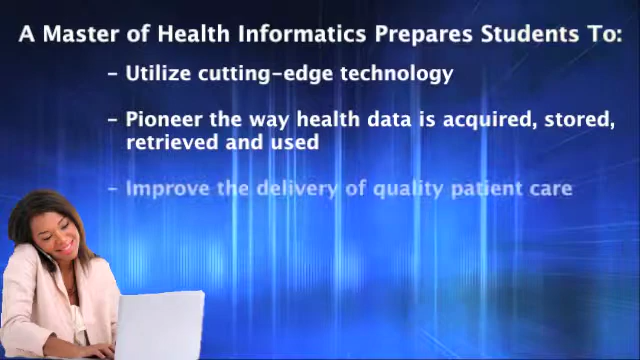 A Master of Health Informatics Prepares Students To:
- Utilize cutting-edge technology
- Pioneer the way health data is acquired, stored,
retrieved and used
- Improve the delivery of quality patient care